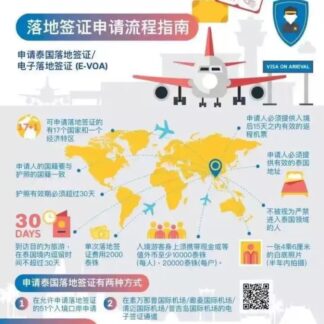 落地签证申请流程指南
申请泰国落地签证/
电子落地签证 (E-VOA)
VISA ON ARRIVAL
17+1
可申请落地签证的
有17个国家和一个
经济特区
申请人必须提供入境
后15天之内有效的返
程机票
申请人的国籍要与
护照的国籍一致
申请人必须提
供有效的泰国
地址
护照有效期必须超过30天
不被视为严禁
进入泰国领域
的人
30
DAYS
到访目的为旅游、
在泰国境内逗留时
间不超过30天
单次落地签
证费用2000
泰铢
入境游客身上须携带现金或等
值外币至少10000泰铢
(每人)、20000泰铢(每户)。
一张4乘6厘米
的白底照片
(半年内拍摄)
申请泰国落地签证有两种方式
1
在允许申请落地签证
的51个入境口岸申请
2
在素万那普国际机场/廊曼国际机场/
清迈国际机场/普吉岛国际机场的电
子签证通道